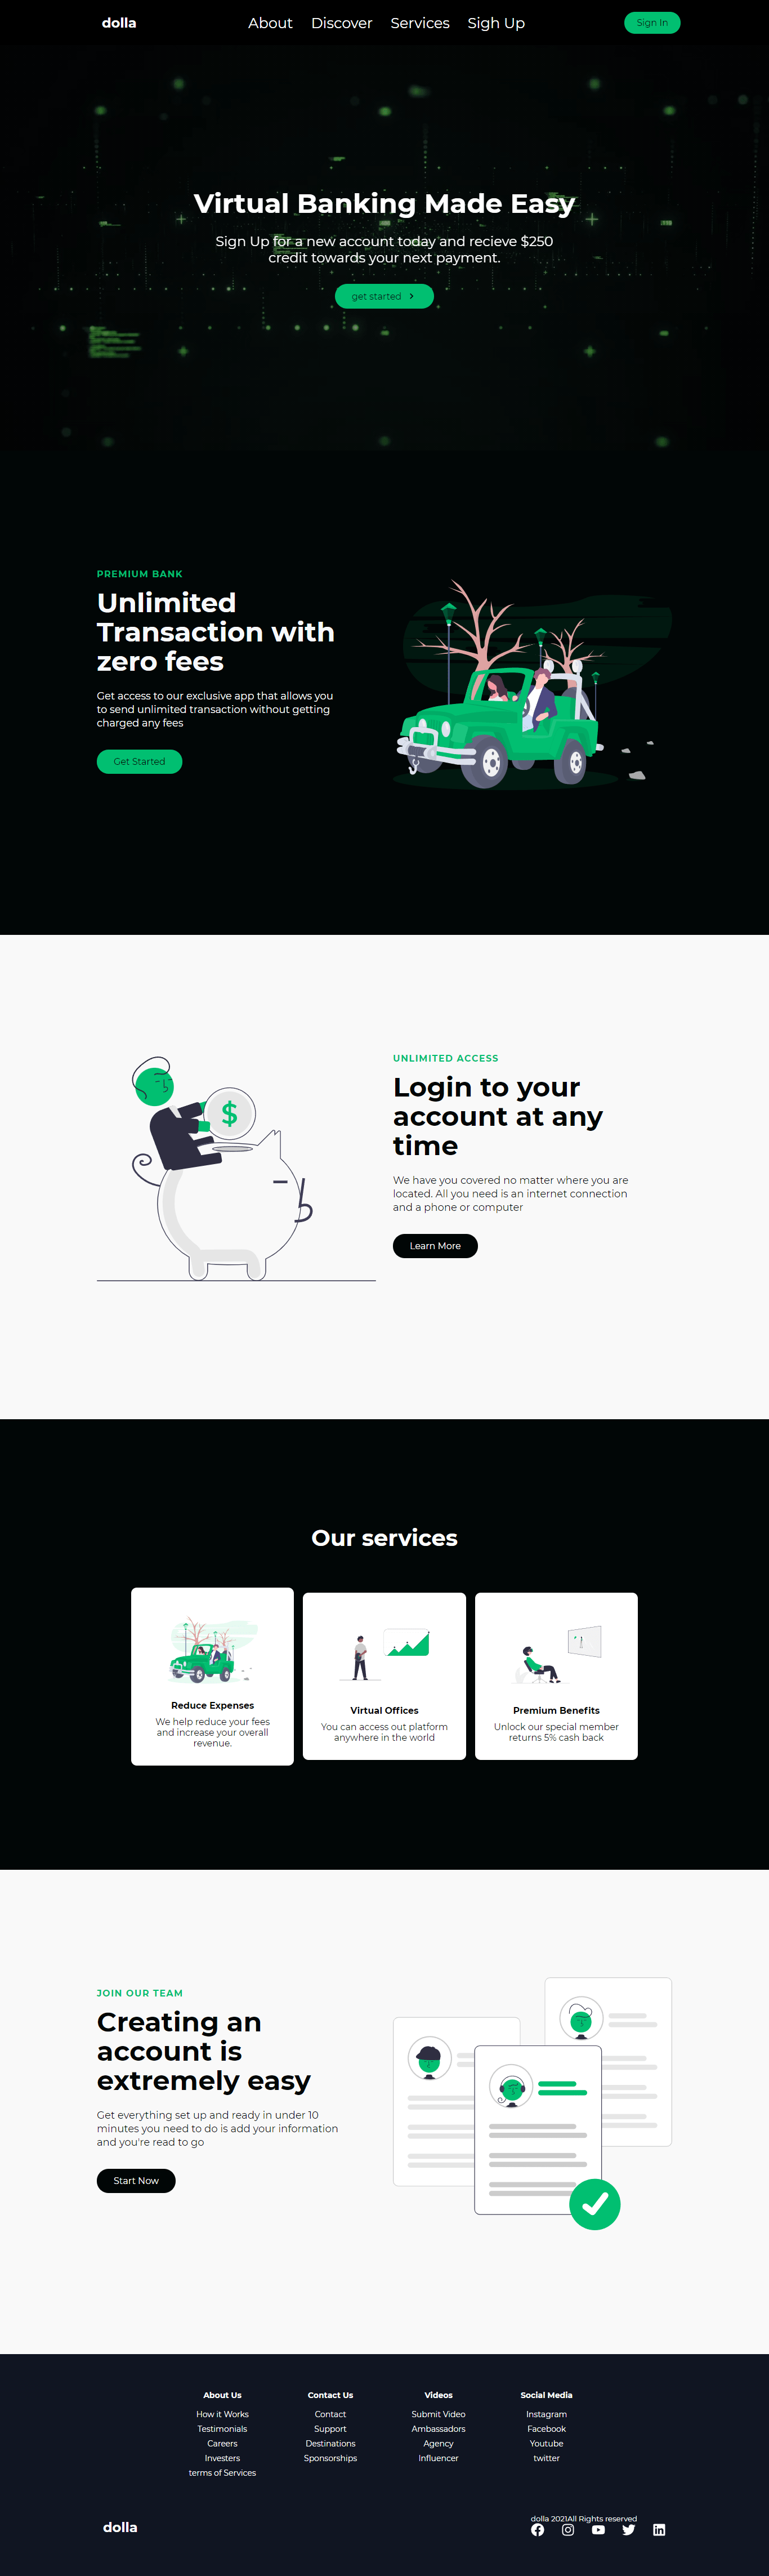 dolla
About Discover Services Sigh Up
Sign In
Virtual Banking Made Easy
Sign Up for a new account today and recieve $250
credit towards your next payment.
get started
PREMIUM BANK
Unlimited
Transaction with
zero fees
Get access to our exclusive app that allows you
to send unlimited transaction without getting
charged any fees
Get Started
$
UNLIMITED ACCESS
Login to your
account at any
time
We have you covered no matter where you are
located. All you need is an internet connection
and a phone or computer
Learn More
Our services
Reduce Expenses
We help reduce your fees
and increase your overall
revenue.
Virtual Offices
You can access out platform
anywhere in the world
Premium Benefits
Unlock our special member
returns 5% cash back
JOIN OUR TEAM
Creating an
account is
extremely easy
Get everything set up and ready in under 10
minutes you need to do is add your information
and you're read to go
Start Now
About Us
How it Works
Testimonials
Careers
Investers
terms of Services
Contact Us
Contact
Support
Destinations
Sponsorships
Videos
Submit Video
Ambassadors
Agency
Influencer
Social Media
Instagram
Facebook
Youtube
twitter
dolla
dolla 2021All Rights reserved